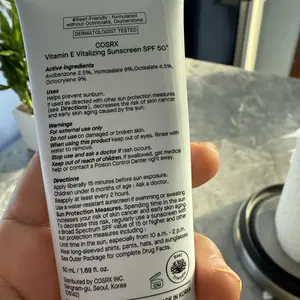 #Reef-Friendly : formulated
without Octinoxate, Oxybenzone
DERMATOLOGIST TESTED
COSRX
Vitamin E Vitalizing Sunscreen SPF 50+
Active ingredients
Avobenzone 2.5%, Homosalate 9%, Octisalate 4.5%,
Octocrylene 9%
Uses
Helps prevent sunburn.
If used as directed with other sun protection measures
(see Directions), decreases the risk of skin cancer
and early skin aging caused by the sun.
Warnings
For external use only
Do not use on damaged or broken skin.
When using this product keep out of eyes. Rinse with
water to remove.
Stop use and ask a doctor if rash occurs.
Keep out of reach of children. If swallowed, get medical
help or contact a Poison Control Center right away.
Directions
Apply liberally 15 minutes before sun exposure.
Children under 6 months of age : Ask a doctor.
Reapply at least every 2 hours.
Use a water-resistant sunscreen if swimming or sweating.
Sun Protection Measures. Spending time in the sun
increases your risk of skin cancer and early skin aging.
To decrease this risk, regularly use a sunscreen with
a Broad Spectrum SPF value of 15 or higher and other
sun protection measures including :
Limit time in the sun, especially from 10 a.m. - 2 p.m.
Wear long-sleeved shirts, pants, hats, and sunglasses.
See Outer Package for complete Drug Facts.
50 mL / 1.69 fl. oz.
Distributed by COSRX INC.
Gangnam-gu, Seoul, Korea
MADE IN KOREA